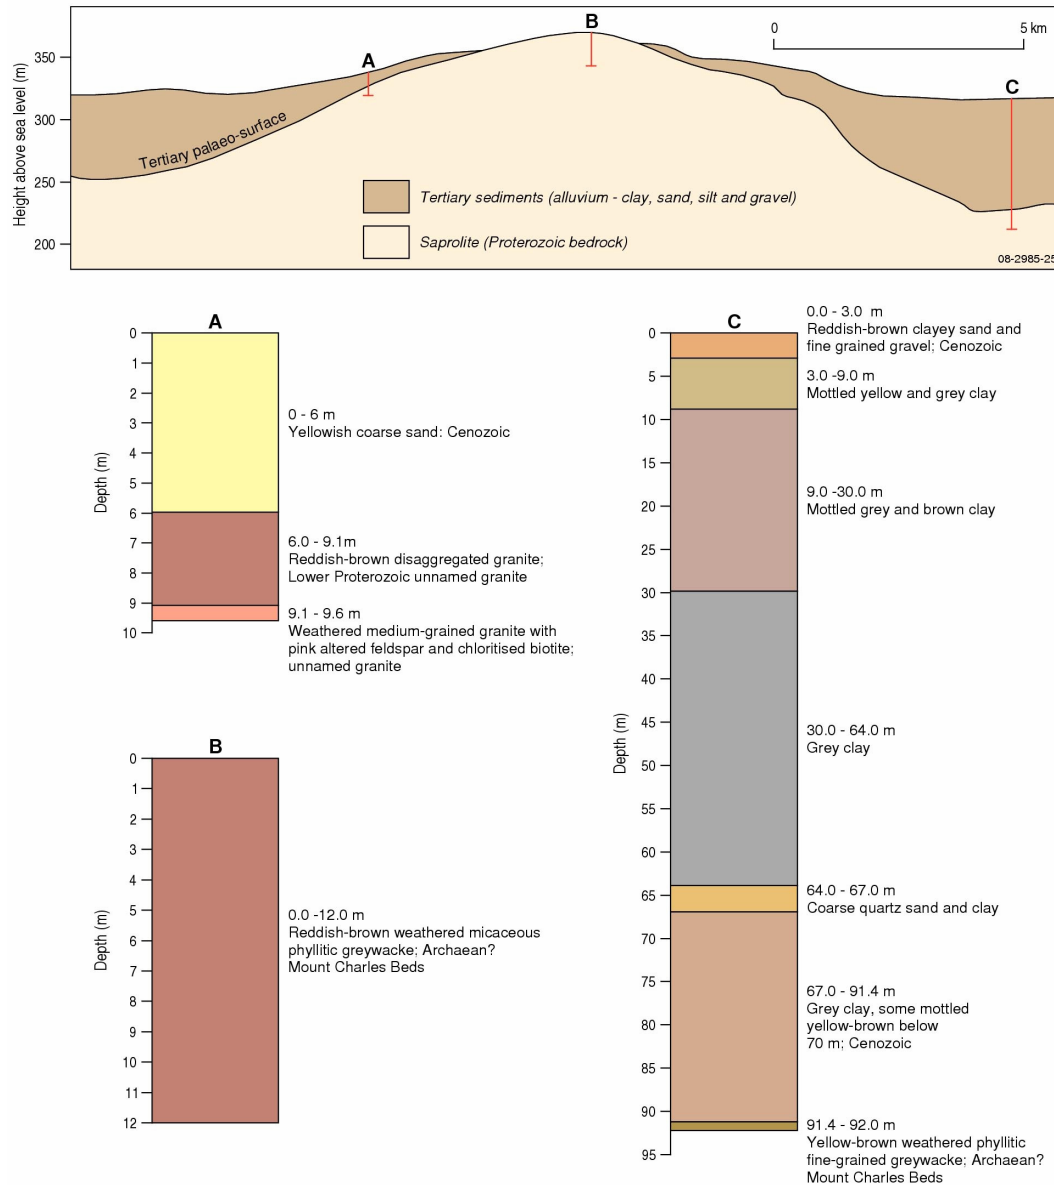 B
0
5 km
A
C
350
300
250
200
Height above sea level (m)
Tertiary palaeo-surface
Tertiary sediments (alluvium - clay, sand, silt and gravel)
Saprolite (Proterozoic bedrock)
08-2985-25
A
0
1
2
3
4
5
6
7
8
9
10
Depth (m)
0 - 6 m
Yellowish coarse sand: Cenozoic
6.0 - 9.1m
Reddish-brown disaggregated granite;
Lower Proterozoic unnamed granite
9.1 - 9.6 m
Weathered medium-grained granite with
pink altered feldspar and chloritised biotite;
unnamed granite
B
0
1
2
3
4
5
6
7
8
9
10
11
12
Depth (m)
0.0 -12.0 m
Reddish-brown weathered micaceous
phyllitic greywacke; Archaean?
Mount Charles Beds
C
0
5
10
15
20
25
30
35
40
45
50
55
60
65
70
75
80
85
90
95
Depth (m)
0.0 - 3.0 m
Reddish-brown clayey sand and
fine grained gravel; Cenozoic
3.0 -9.0 m
Mottled yellow and grey clay
9.0 -30.0 m
Mottled grey and brown clay
30.0 - 64.0 m
Grey clay
64.0 - 67.0 m
Coarse quartz sand and clay
67.0 - 91.4 m
Grey clay, some mottled
yellow-brown below
70 m; Cenozoic
91.4 - 92.0 m
Yellow-brown weathered phyllitic
fine-grained greywacke; Archaean?
Mount Charles Beds